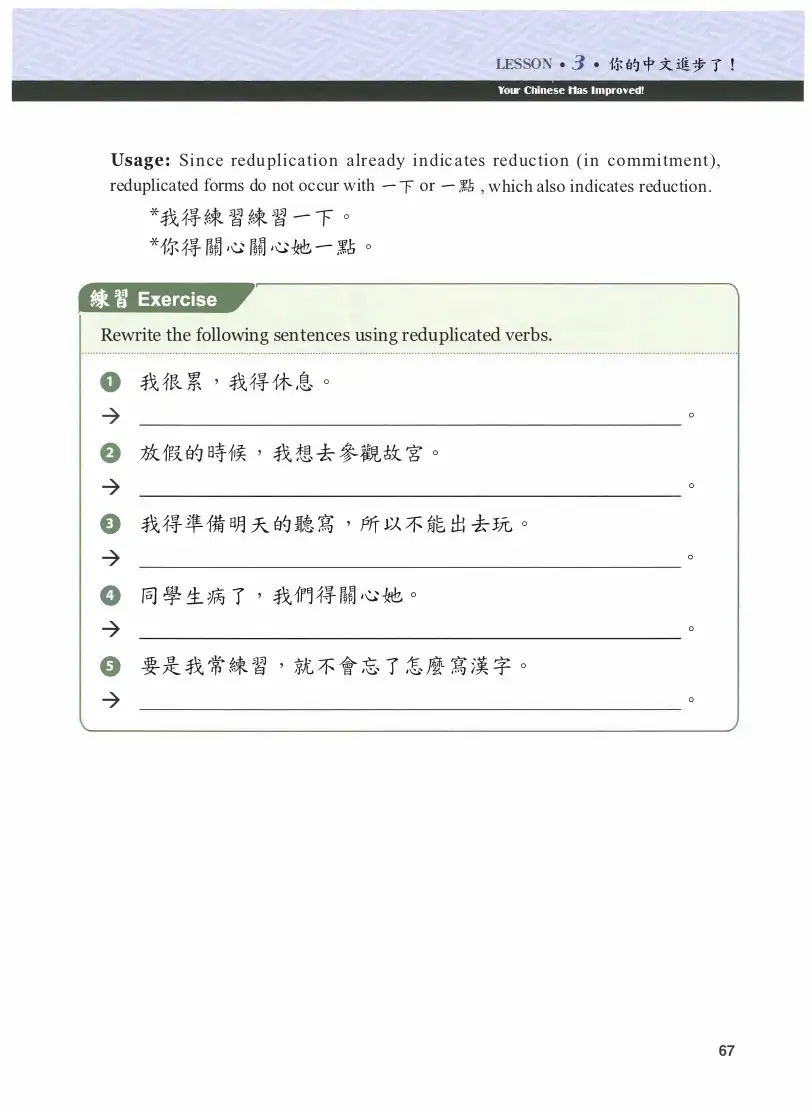 LESSON • 3 • 你的中文進步了！
Your Chinese Has Improved!
Usage: Since reduplication already indicates reduction (in commitment),
reduplicated forms do not occur with 一下 or 一點 , which also indicates reduction.
*我得練習練習一下。
*你得關心關心她一點。
練習 Exercise
Rewrite the following sentences using reduplicated verbs.
1 我很累，我得休息。
→ ______________________________ 。
2 放假的時候，我想去參觀故宮。
→ ______________________________ 。
3 我得準備明天的聽寫，所以不能出去玩。
→ ______________________________ 。
4 同學生病了，我們得關心她。
→ ______________________________ 。
5 要是我常練習，就不會忘了怎麼寫漢字。
→ ______________________________ 。
67